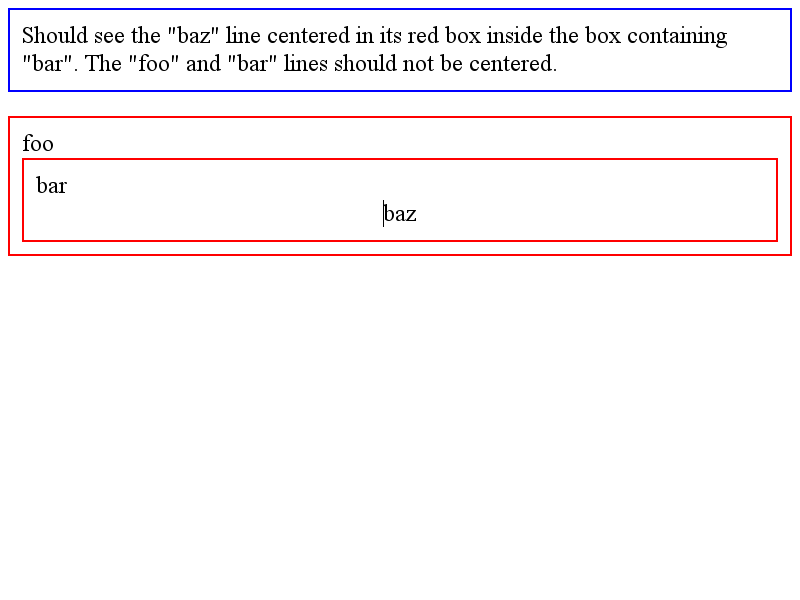 Should see the "baz" line centered in its red box inside the box containing
"bar". The "foo" and "bar" lines should not be centered.
foo
bar
baz